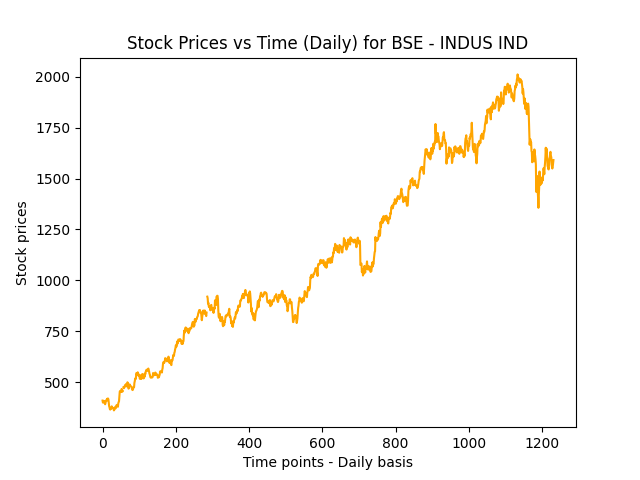 Stock Prices vs Time (Daily) for BSE - INDUS IND
Stock prices
2000
1750
1500
1250
1000
750
500
0 200 400 600 800 1000 1200
Time points - Daily basis